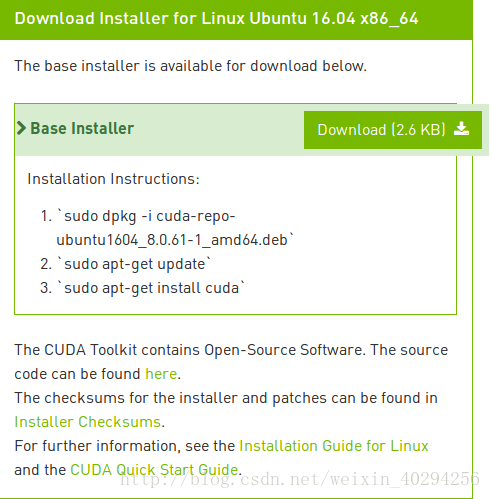 Download Installer for Linux Ubuntu 16.04 x86_64
The base installer is available for download below.
Base Installer
Download (2.6 KB)
Installation Instructions:
1. `sudo dpkg -i cuda-repo-
ubuntu1604_8.0.61-1_amd64.deb`
2. `sudo apt-get update`
3. `sudo apt-get install cuda`
The CUDA Toolkit contains Open-Source Software. The source
code can be found here.
The checksums for the installer and patches can be found in
Installer Checksums.
For further information, see the Installation Guide for Linux
and the CUDA Quick Start Guide.
http://blog.csdn.net/weixin_40294256